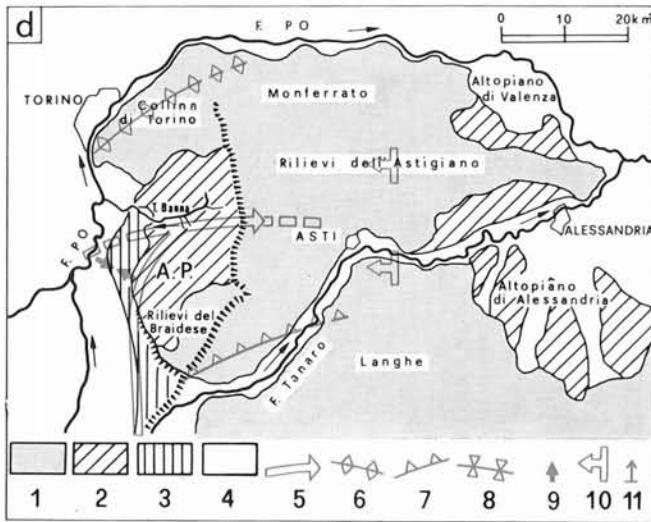 d
F. PO
0 10 20km
TORINO
Collina
di Torino
Monferrato
Altopiano
di Valenza
Rilievi dell'Astigiano
T. Banna
F. PO
A.P.
ASTI
ALESSANDRIA
Rilievi del
Braidese
Altopiano
di Alessandria
F. Tanaro
Langhe
1 2 3 4 5 6 7 8 9 10 11